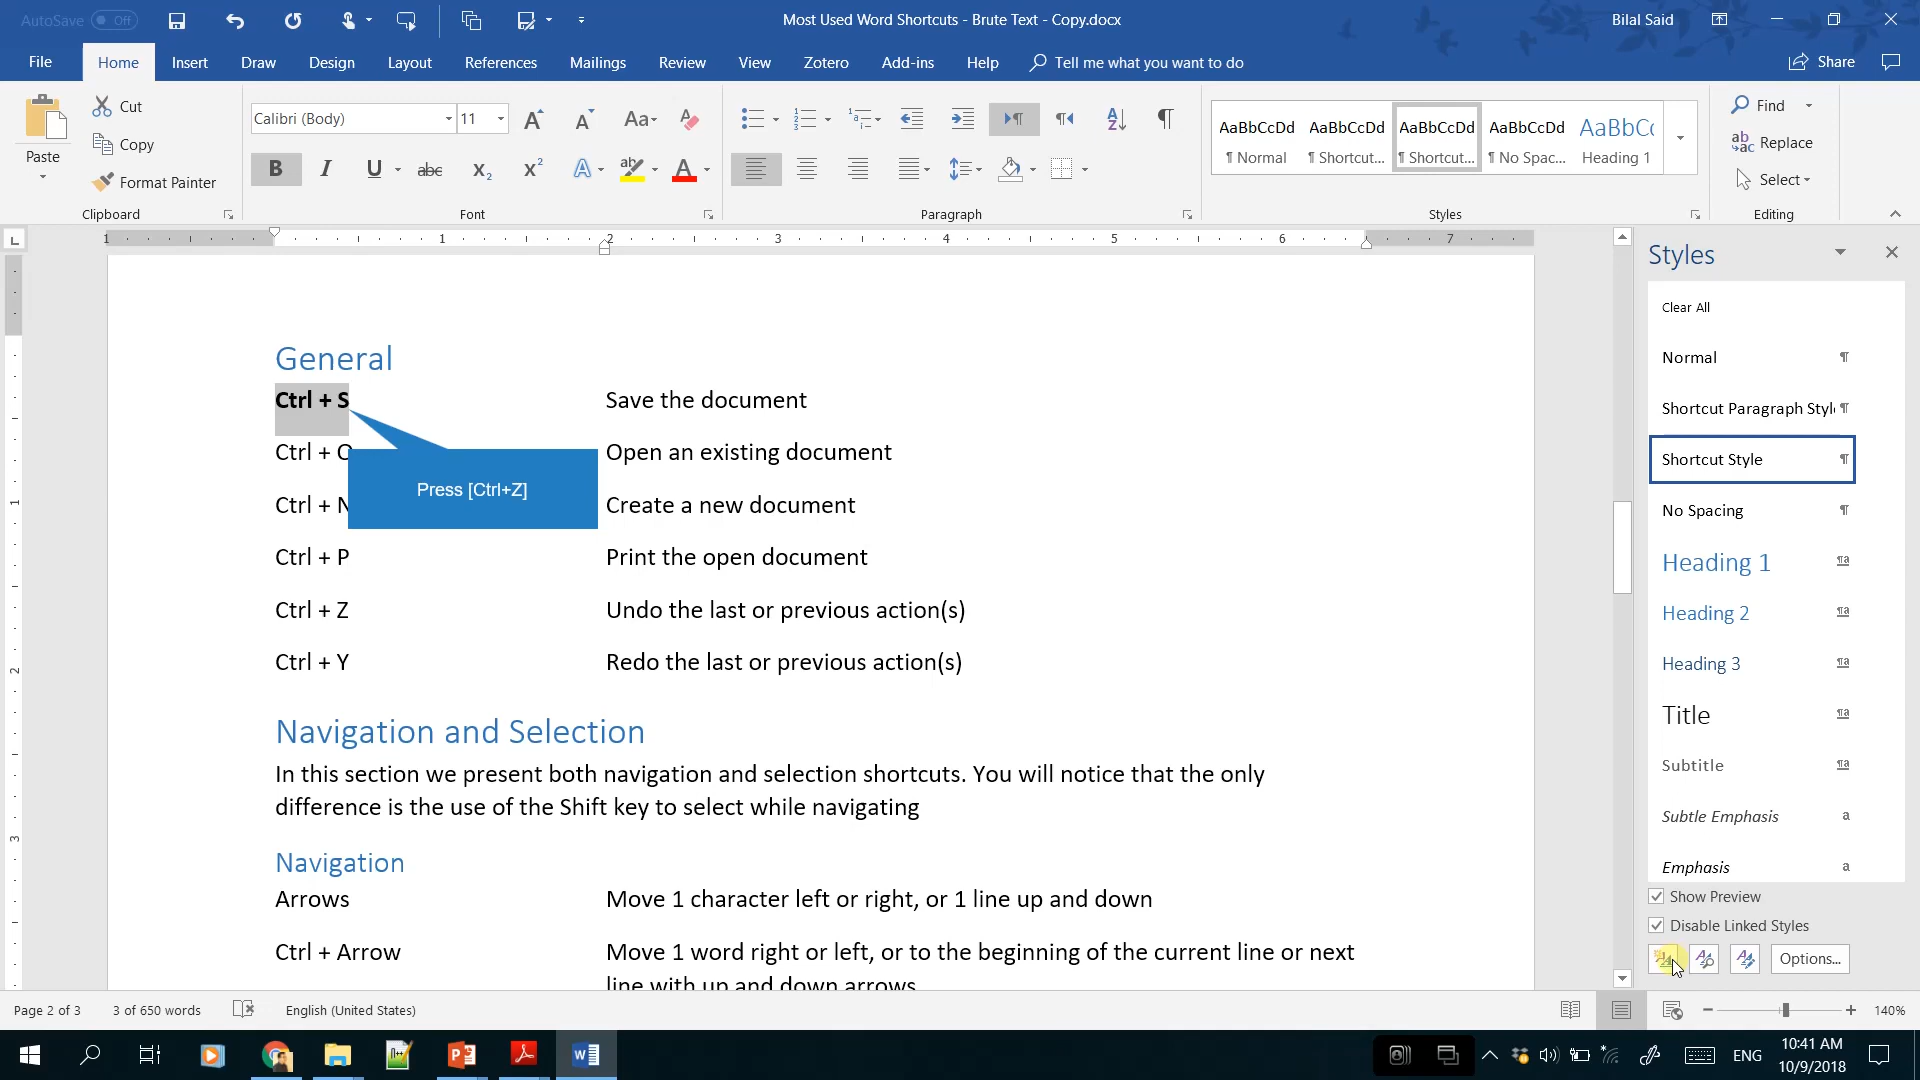 AutoSave Off
Most Used Word Shortcuts - Brute Text - Copy.docx
Bilal Said
File Home Insert Draw Design Layout References Mailings Review View Zotero Add-ins Help Tell me what you want to do Share
Paste
Cut
Copy
Format Painter
Clipboard
Calibri (Body) 11
Font
Paragraph
AaBbCcDd AaBbCcDd AaBbCcDd AaBbCcDd AaBbCc
¶ Normal ¶ Shortcut... ¶ Shortcut... ¶ No Spac... Heading 1
Styles
Find
Replace
Select
Editing
1 1 2 3 4 5 6 7
General
Ctrl + S Save the document
Ctrl + O Open an existing document
Press [Ctrl+Z]
Ctrl + N Create a new document
Ctrl + P Print the open document
Ctrl + Z Undo the last or previous action(s)
Ctrl + Y Redo the last or previous action(s)
Navigation and Selection
In this section we present both navigation and selection shortcuts. You will notice that the only
difference is the use of the Shift key to select while navigating
Navigation
Arrows Move 1 character left or right, or 1 line up and down
Ctrl + Arrow Move 1 word right or left, or to the beginning of the current line or next
line with up and down arrows
Styles
Clear All
Normal ¶
Shortcut Paragraph Styl ¶
Shortcut Style ¶
No Spacing ¶
Heading 1 ¶a
Heading 2 ¶a
Heading 3 ¶a
Title ¶a
Subtitle ¶a
Subtle Emphasis a
Emphasis a
Show Preview
Disable Linked Styles
Options...
Page 2 of 3 3 of 650 words English (United States) 140%
ENG
10:41 AM
10/9/2018